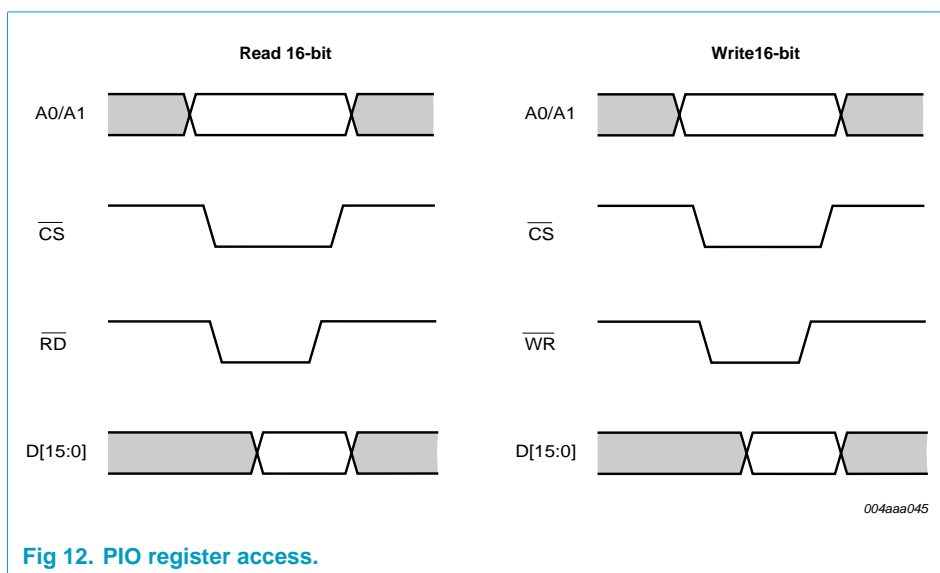 Read 16-bit
A0/A1
CS
RD
D[15:0]
Write16-bit
A0/A1
CS
WR
D[15:0]
004aaa045
Fig 12. PIO register access.